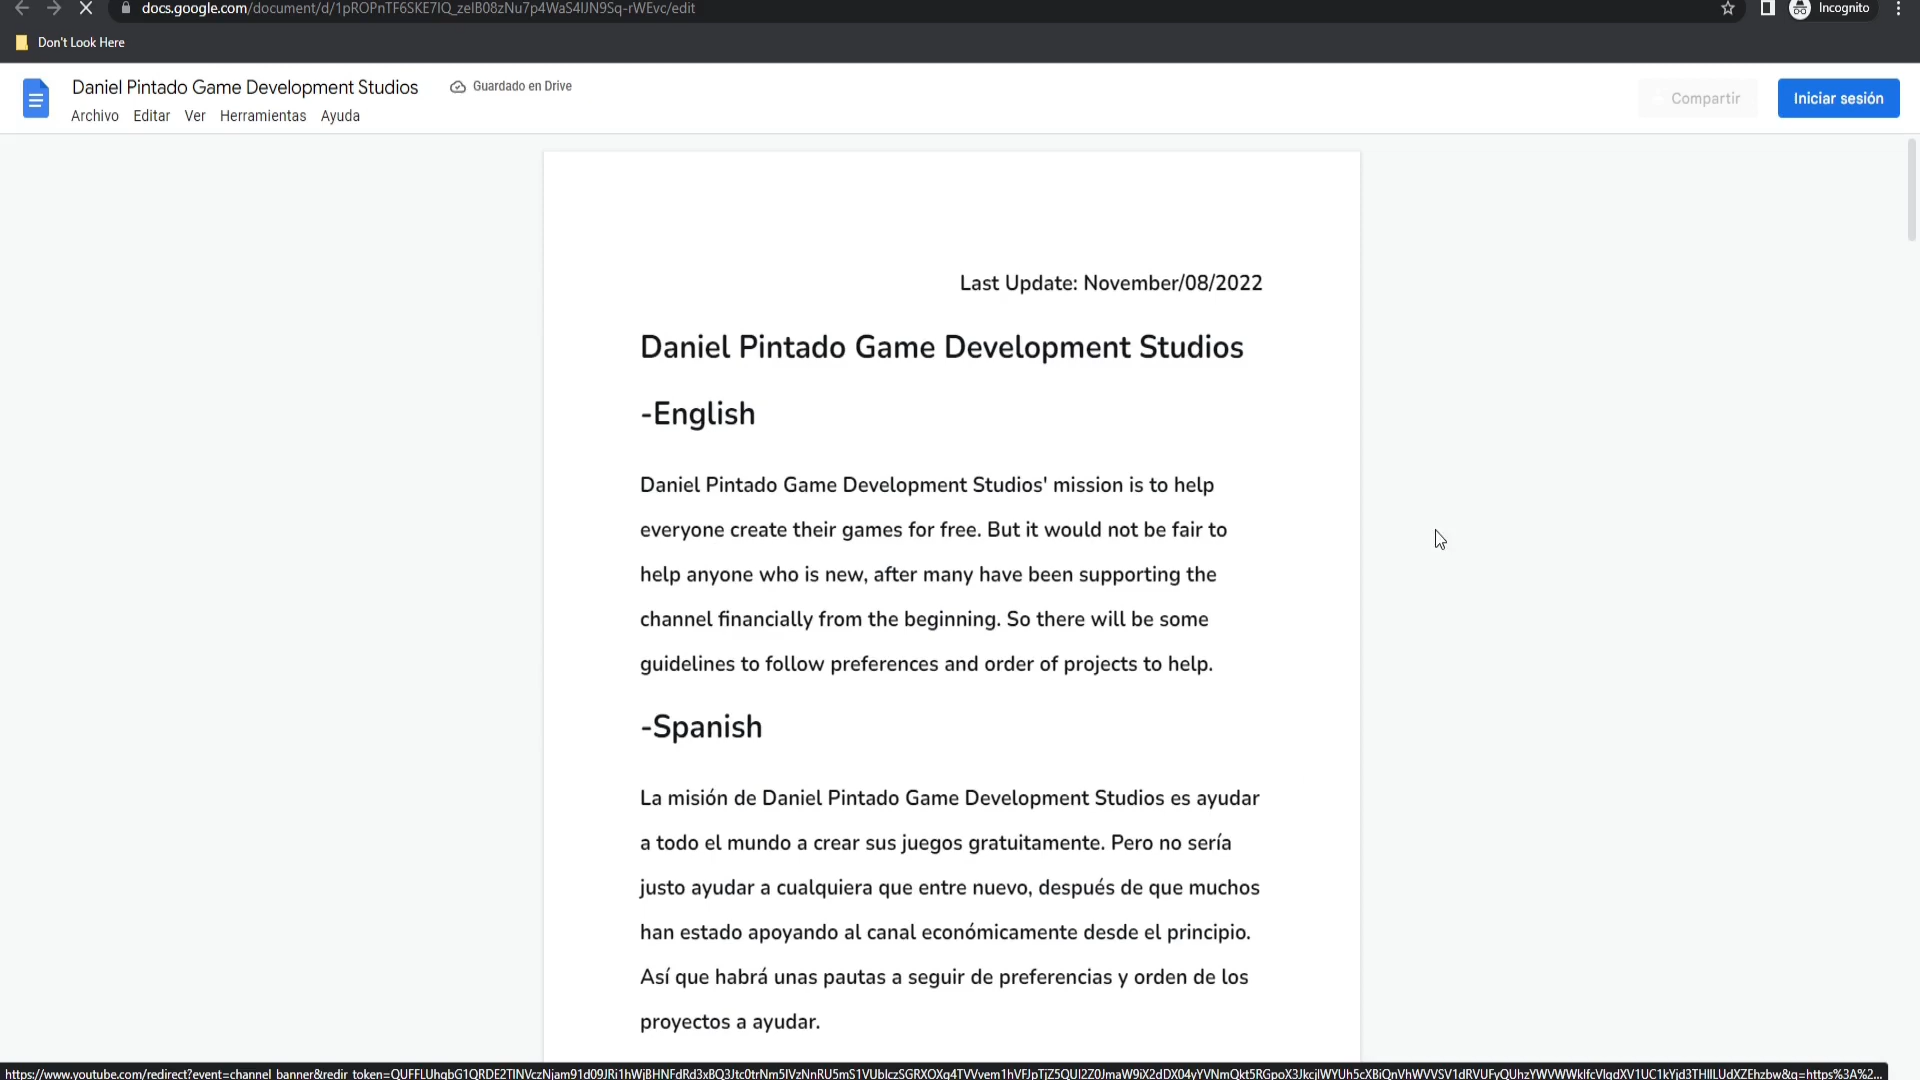 docs.google.com/document/d/1pROPnTF6SKE7IQ_zelB08zNu7p4WaS4lJN9Sq-rWEvc/edit
Incognito
Don't Look Here
Daniel Pintado Game Development Studios
Guardado en Drive
Archivo Editar Ver Herramientas Ayuda
Compartir
Iniciar sesión
Last Update: November/08/2022
Daniel Pintado Game Development Studios
-English
Daniel Pintado Game Development Studios' mission is to help
everyone create their games for free. But it would not be fair to
help anyone who is new, after many have been supporting the
channel financially from the beginning. So there will be some
guidelines to follow preferences and order of projects to help.
-Spanish
La misión de Daniel Pintado Game Development Studios es ayudar
a todo el mundo a crear sus juegos gratuitamente. Pero no sería
justo ayudar a cualquiera que entre nuevo, después de que muchos
han estado apoyando al canal económicamente desde el principio.
Así que habrá unas pautas a seguir de preferencias y orden de los
proyectos a ayudar.